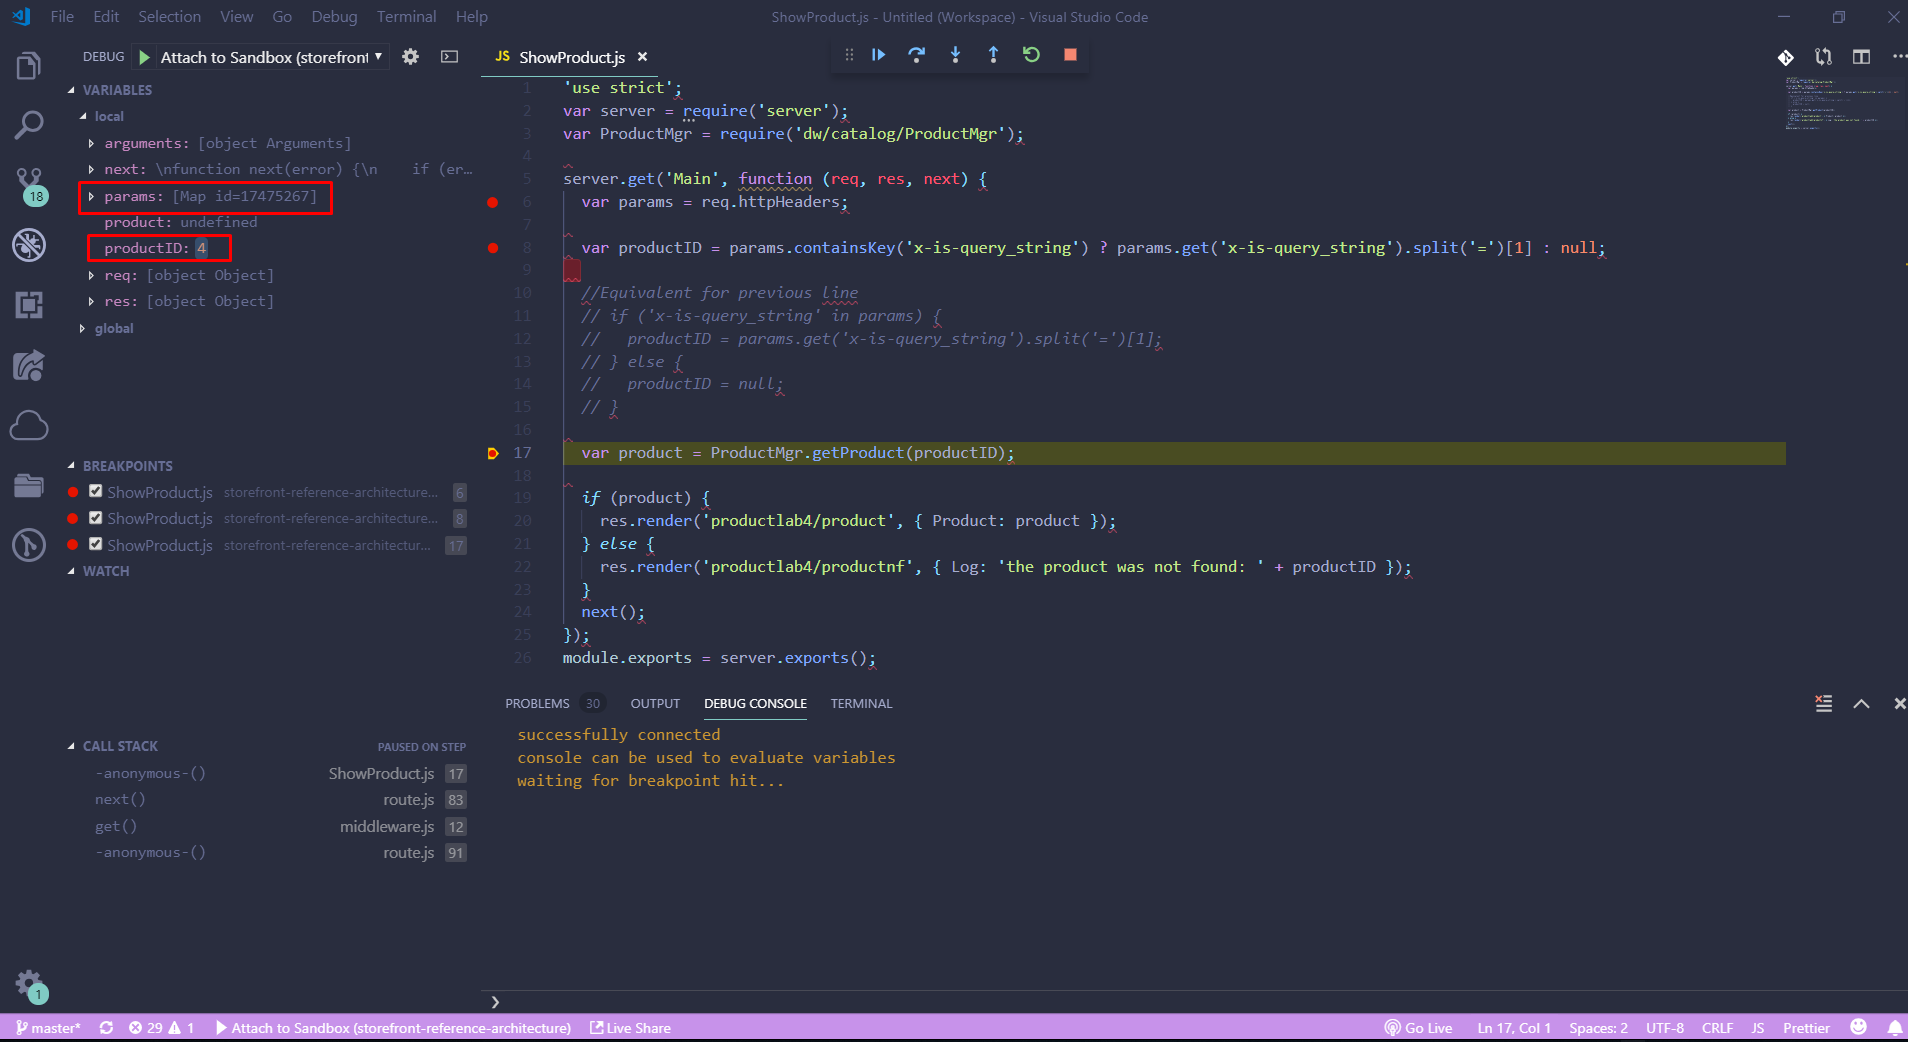 File Edit Selection View Go Debug Terminal Help
ShowProduct.js - Untitled (Workspace) - Visual Studio Code
DEBUG Attach to Sandbox (storefront
JS ShowProduct.js
VARIABLES
local
arguments: [object Arguments]
next: \nfunction next(error) {\n    if (er…
params: [Map id=17475267]
product: undefined
productID: 4
req: [object Object]
res: [object Object]
global
18
BREAKPOINTS
ShowProduct.js storefront-reference-architecture... 6
ShowProduct.js storefront-reference-architecture... 8
ShowProduct.js storefront-reference-architectur... 17
WATCH
CALL STACK PAUSED ON STEP
-anonymous-() ShowProduct.js 17
next() route.js 83
get() middleware.js 12
-anonymous-() route.js 91
1
1 'use strict';
2 var server = require('server');
3 var ProductMgr = require('dw/catalog/ProductMgr');
4
5 server.get('Main', function (req, res, next) {
6   var params = req.httpHeaders;
7
8   var productID = params.containsKey('x-is-query_string') ? params.get('x-is-query_string').split('=')[1] : null;
9
10   //Equivalent for previous line
11   // if ('x-is-query_string' in params) {
12   //   productID = params.get('x-is-query_string').split('=')[1];
13   // } else {
14   //   productID = null;
15   // }
16
17   var product = ProductMgr.getProduct(productID);
18
19   if (product) {
20     res.render('productlab4/product', { Product: product });
21   } else {
22     res.render('productlab4/productnf', { Log: 'the product was not found: ' + productID });
23   }
24   next();
25 });
26 module.exports = server.exports();
PROBLEMS 30 OUTPUT DEBUG CONSOLE TERMINAL
successfully connected
console can be used to evaluate variables
waiting for breakpoint hit...
master* 29 1 Attach to Sandbox (storefront-reference-architecture) Live Share
Go Live Ln 17, Col 1 Spaces: 2 UTF-8 CRLF JS Prettier